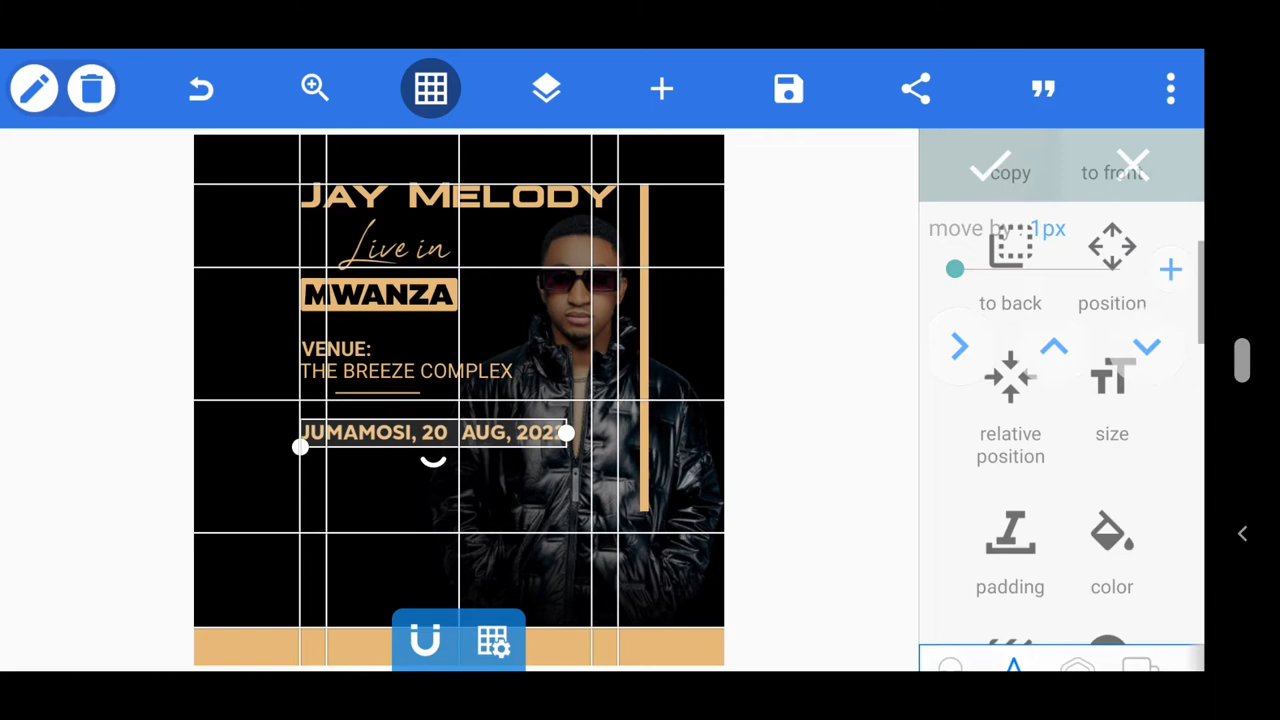 JAY MELODY
Live in
MWANZA
VENUE:
THE BREEZE COMPLEX
JUMAMOSI, 20 AUG, 2022
copy
to front
move by : 1px
to back
position
relative position
size
padding
color